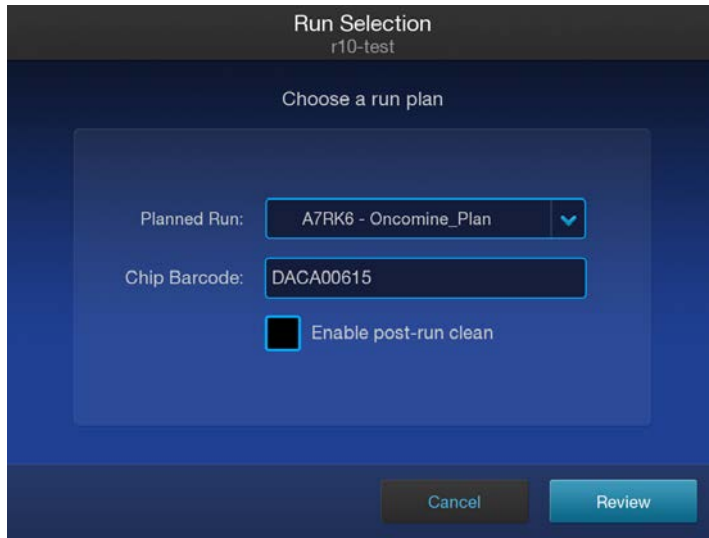 Run Selection
r10-test
Choose a run plan
Planned Run: A7RK6 - Oncomine_Plan
Chip Barcode: DACA00615
Enable post-run clean
Cancel Review